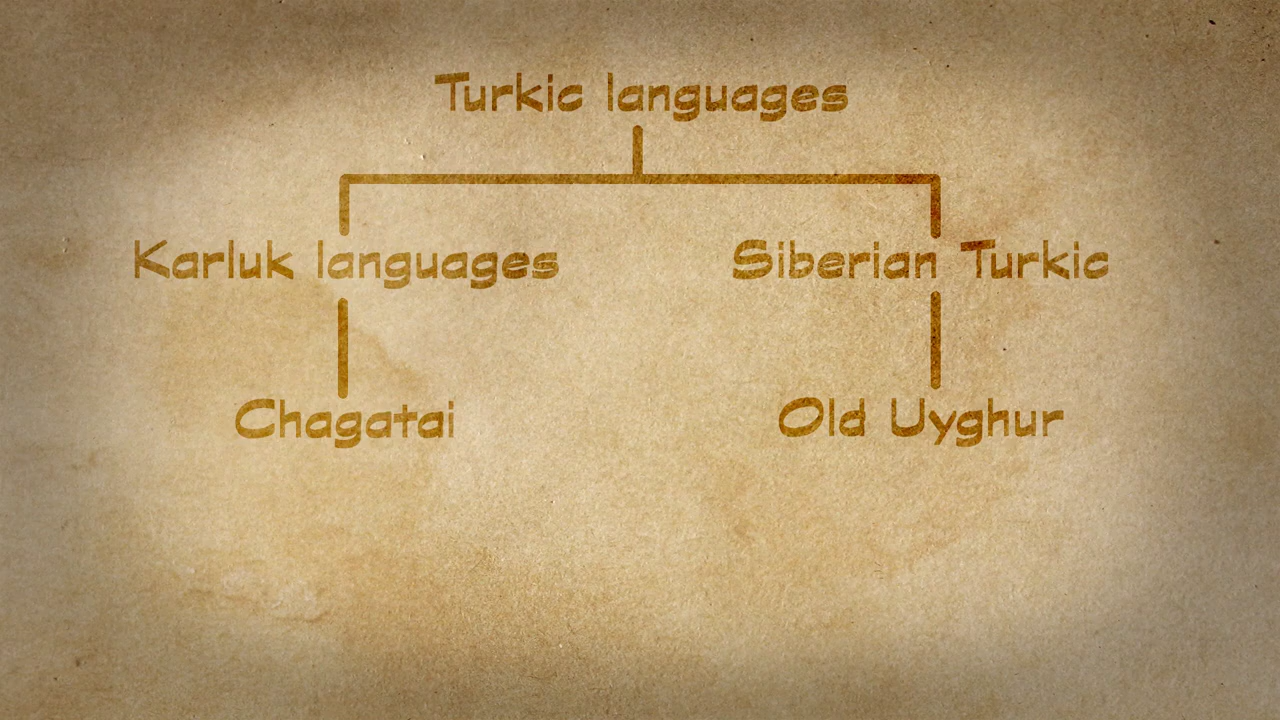 Turkic languages
Karluk languages
Siberian Turkic
Chagatai
Old Uyghur